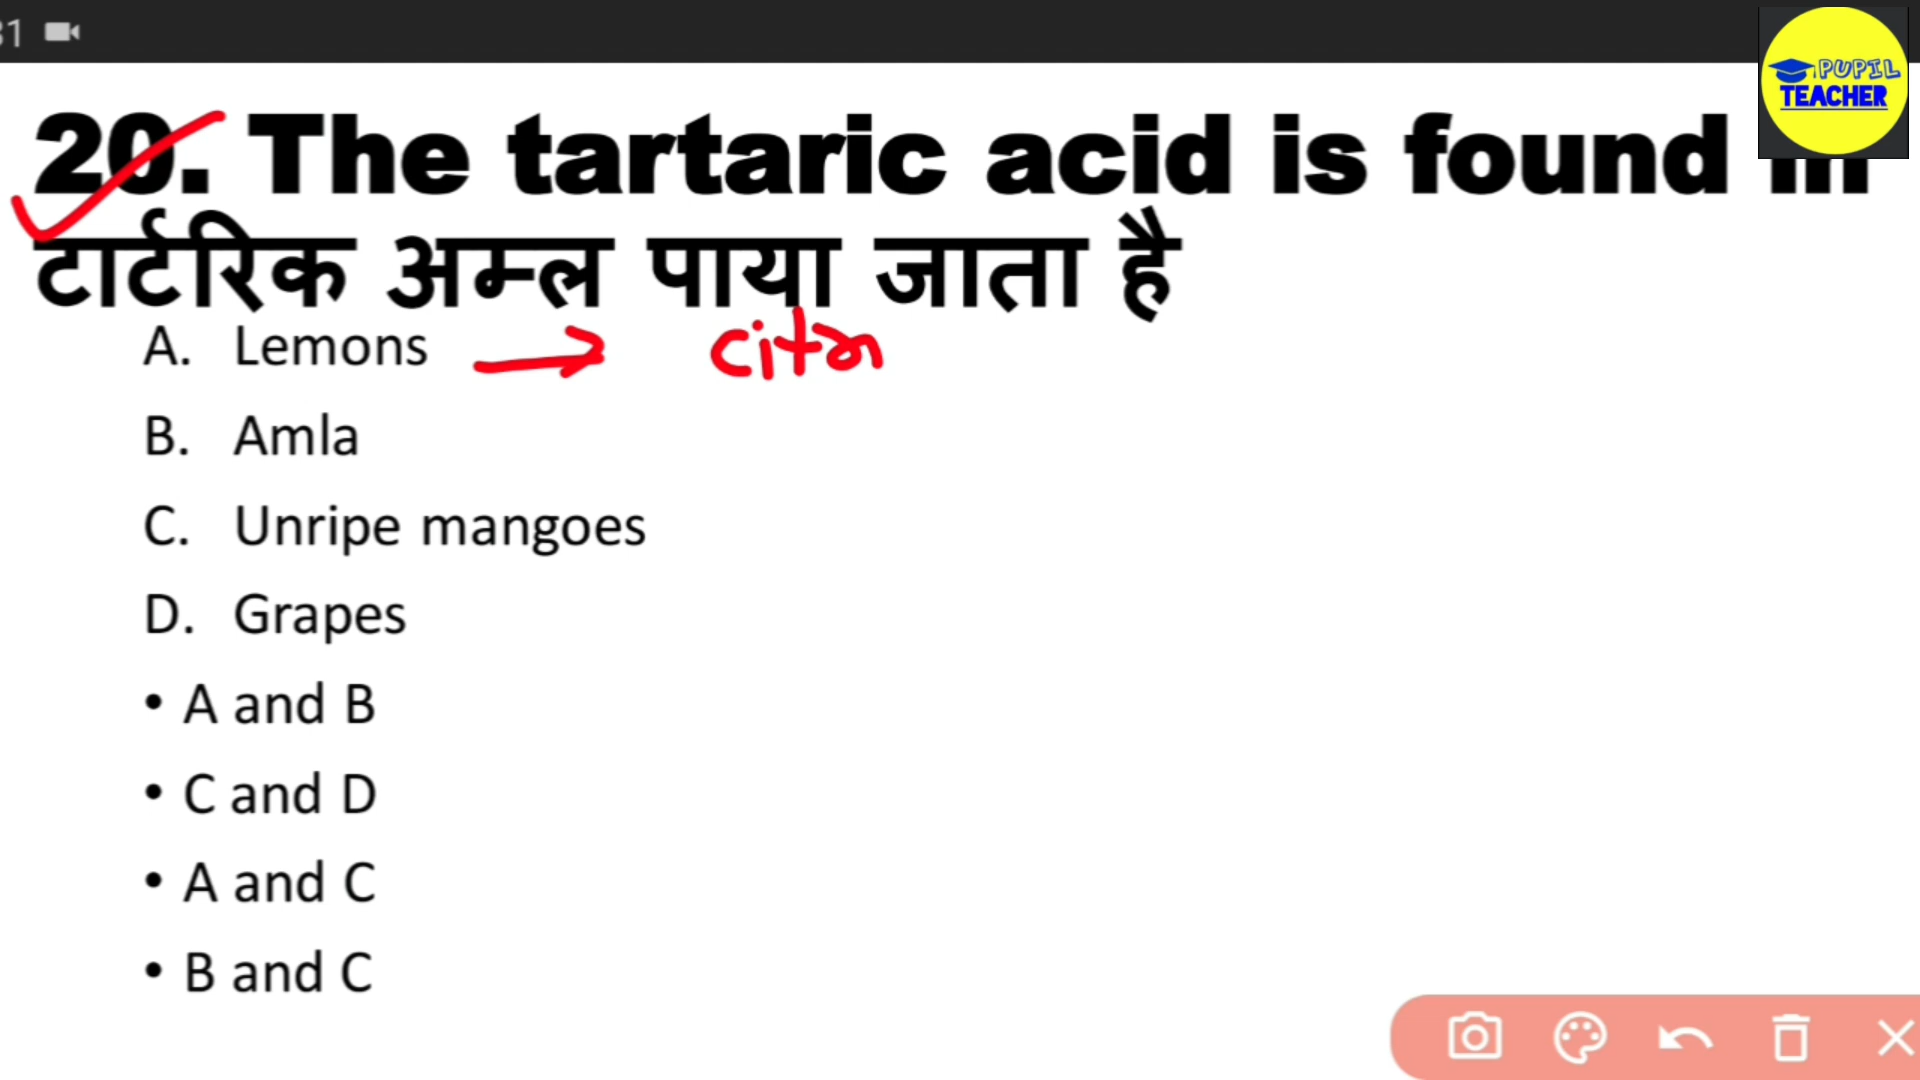 31
PUPIL
TEACHER
20. The tartaric acid is found in
टार्टरिक अम्ल पाया जाता है
A. Lemons
B. Amla
C. Unripe mangoes
D. Grapes
• A and B
• C and D
• A and C
• B and C